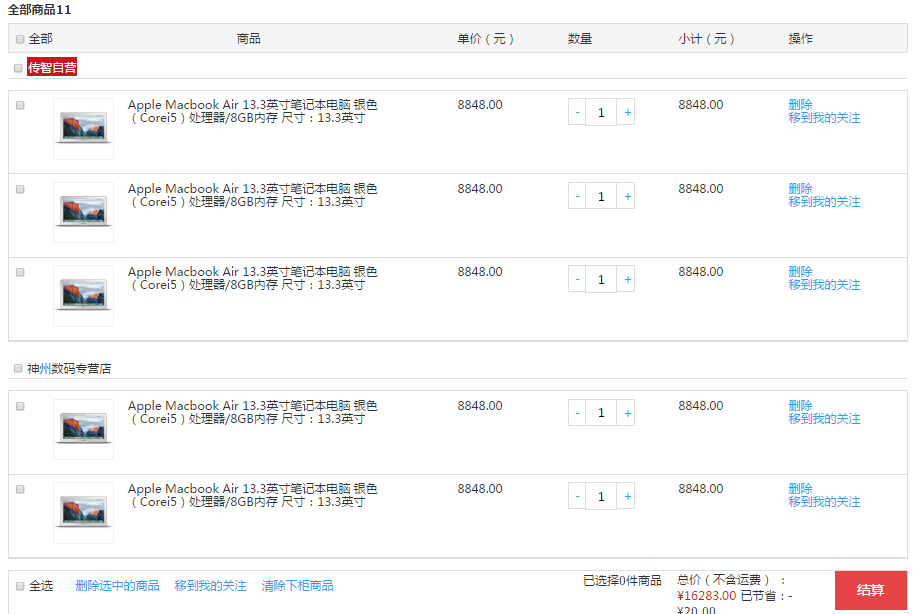 全部商品11
全部 商品 单价（元） 数量 小计（元） 操作
传智自营
Apple Macbook Air 13.3英寸笔记本电脑 银色 8848.00 - 1 + 8848.00 删除
（Corei5）处理器/8GB内存 尺寸：13.3英寸 移到我的关注
Apple Macbook Air 13.3英寸笔记本电脑 银色 8848.00 - 1 + 8848.00 删除
（Corei5）处理器/8GB内存 尺寸：13.3英寸 移到我的关注
Apple Macbook Air 13.3英寸笔记本电脑 银色 8848.00 - 1 + 8848.00 删除
（Corei5）处理器/8GB内存 尺寸：13.3英寸 移到我的关注
神州数码专营店
Apple Macbook Air 13.3英寸笔记本电脑 银色 8848.00 - 1 + 8848.00 删除
（Corei5）处理器/8GB内存 尺寸：13.3英寸 移到我的关注
Apple Macbook Air 13.3英寸笔记本电脑 银色 8848.00 - 1 + 8848.00 删除
（Corei5）处理器/8GB内存 尺寸：13.3英寸 移到我的关注
全选 删除选中的商品 移到我的关注 清除下柜商品 已选择0件商品 总价（不含运费）： 结算
¥16283.00 已节省：-
¥20.00